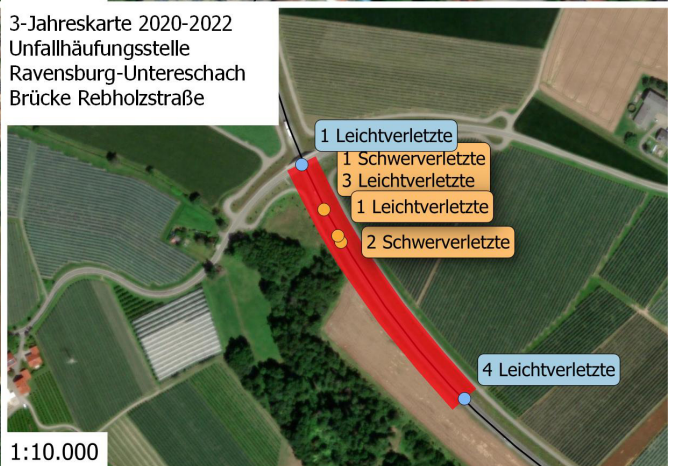 3-Jahreskarte 2020-2022
Unfallhäufungsstelle
Ravensburg-Untereschach
Brücke Rebholzstraße
1 Leichtverletzte
1 Schwerverletzte
3 Leichtverletzte
1 Leichtverletzte
2 Schwerverletzte
4 Leichtverletzte
1:10.000